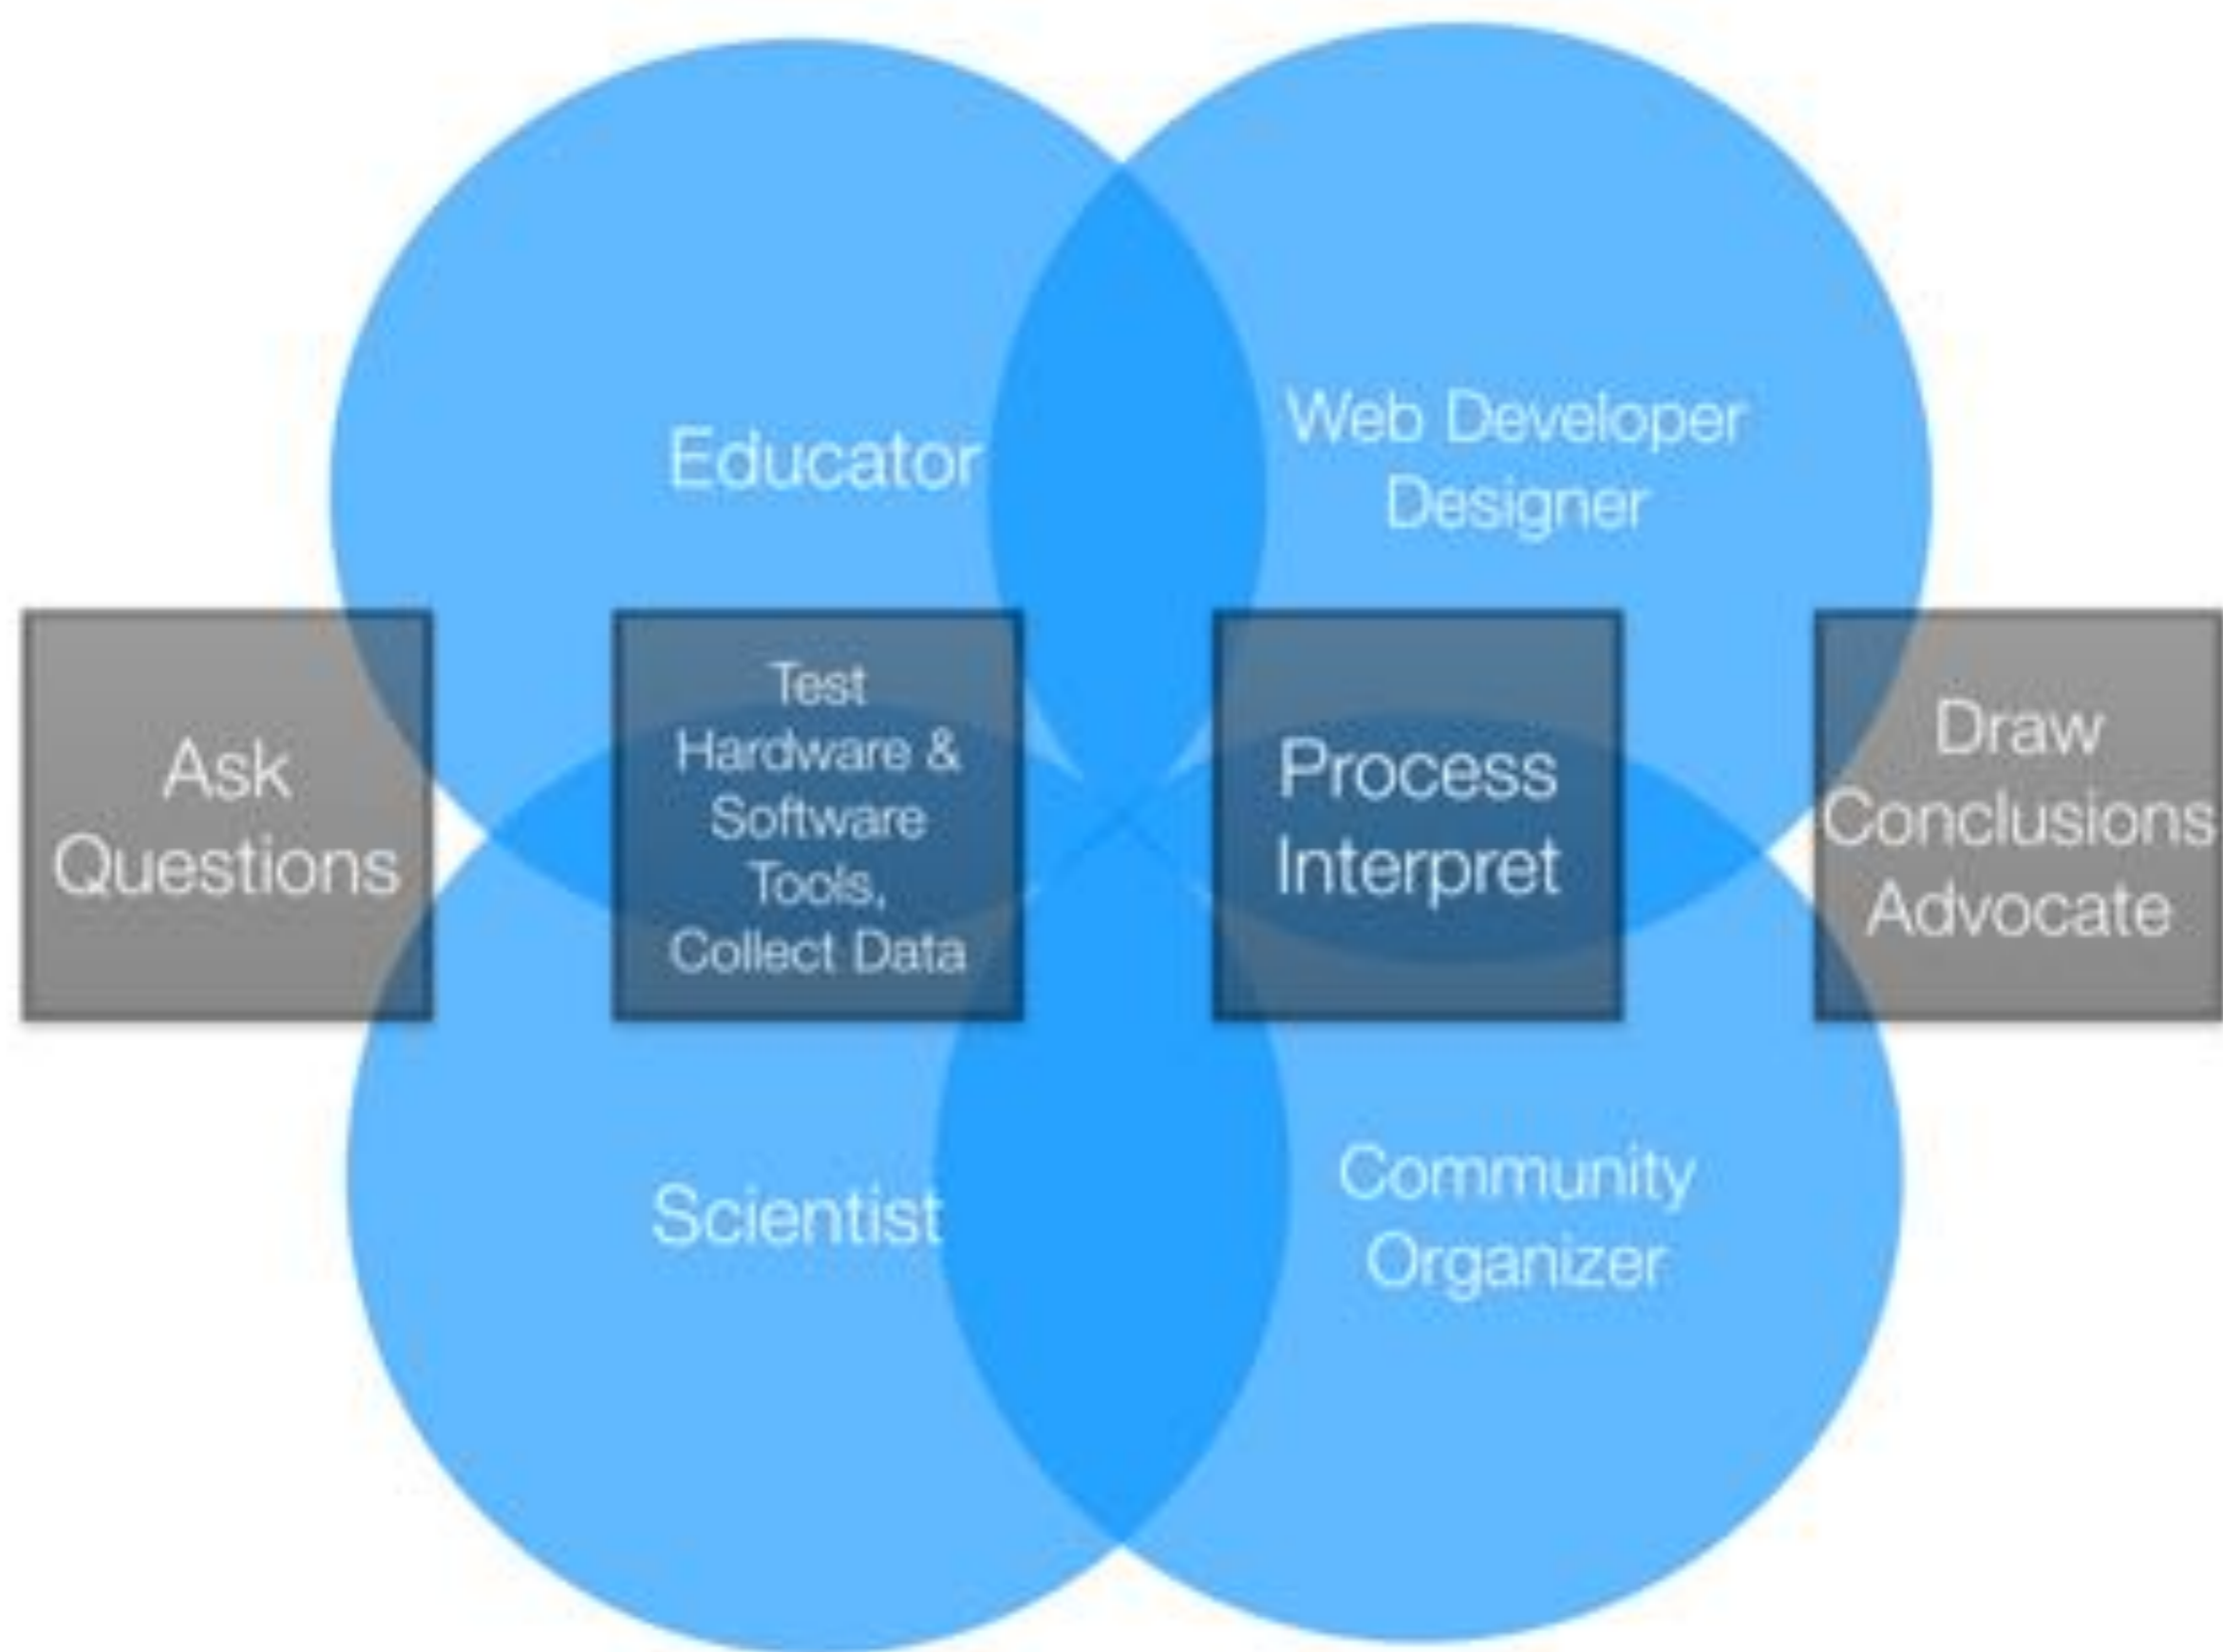 Educator
Web Developer
Designer
Ask
Questions
Test
Hardware &
Software
Tools,
Collect Data
Process
Interpret
Draw
Conclusions
Advocate
Scientist
Community
Organizer